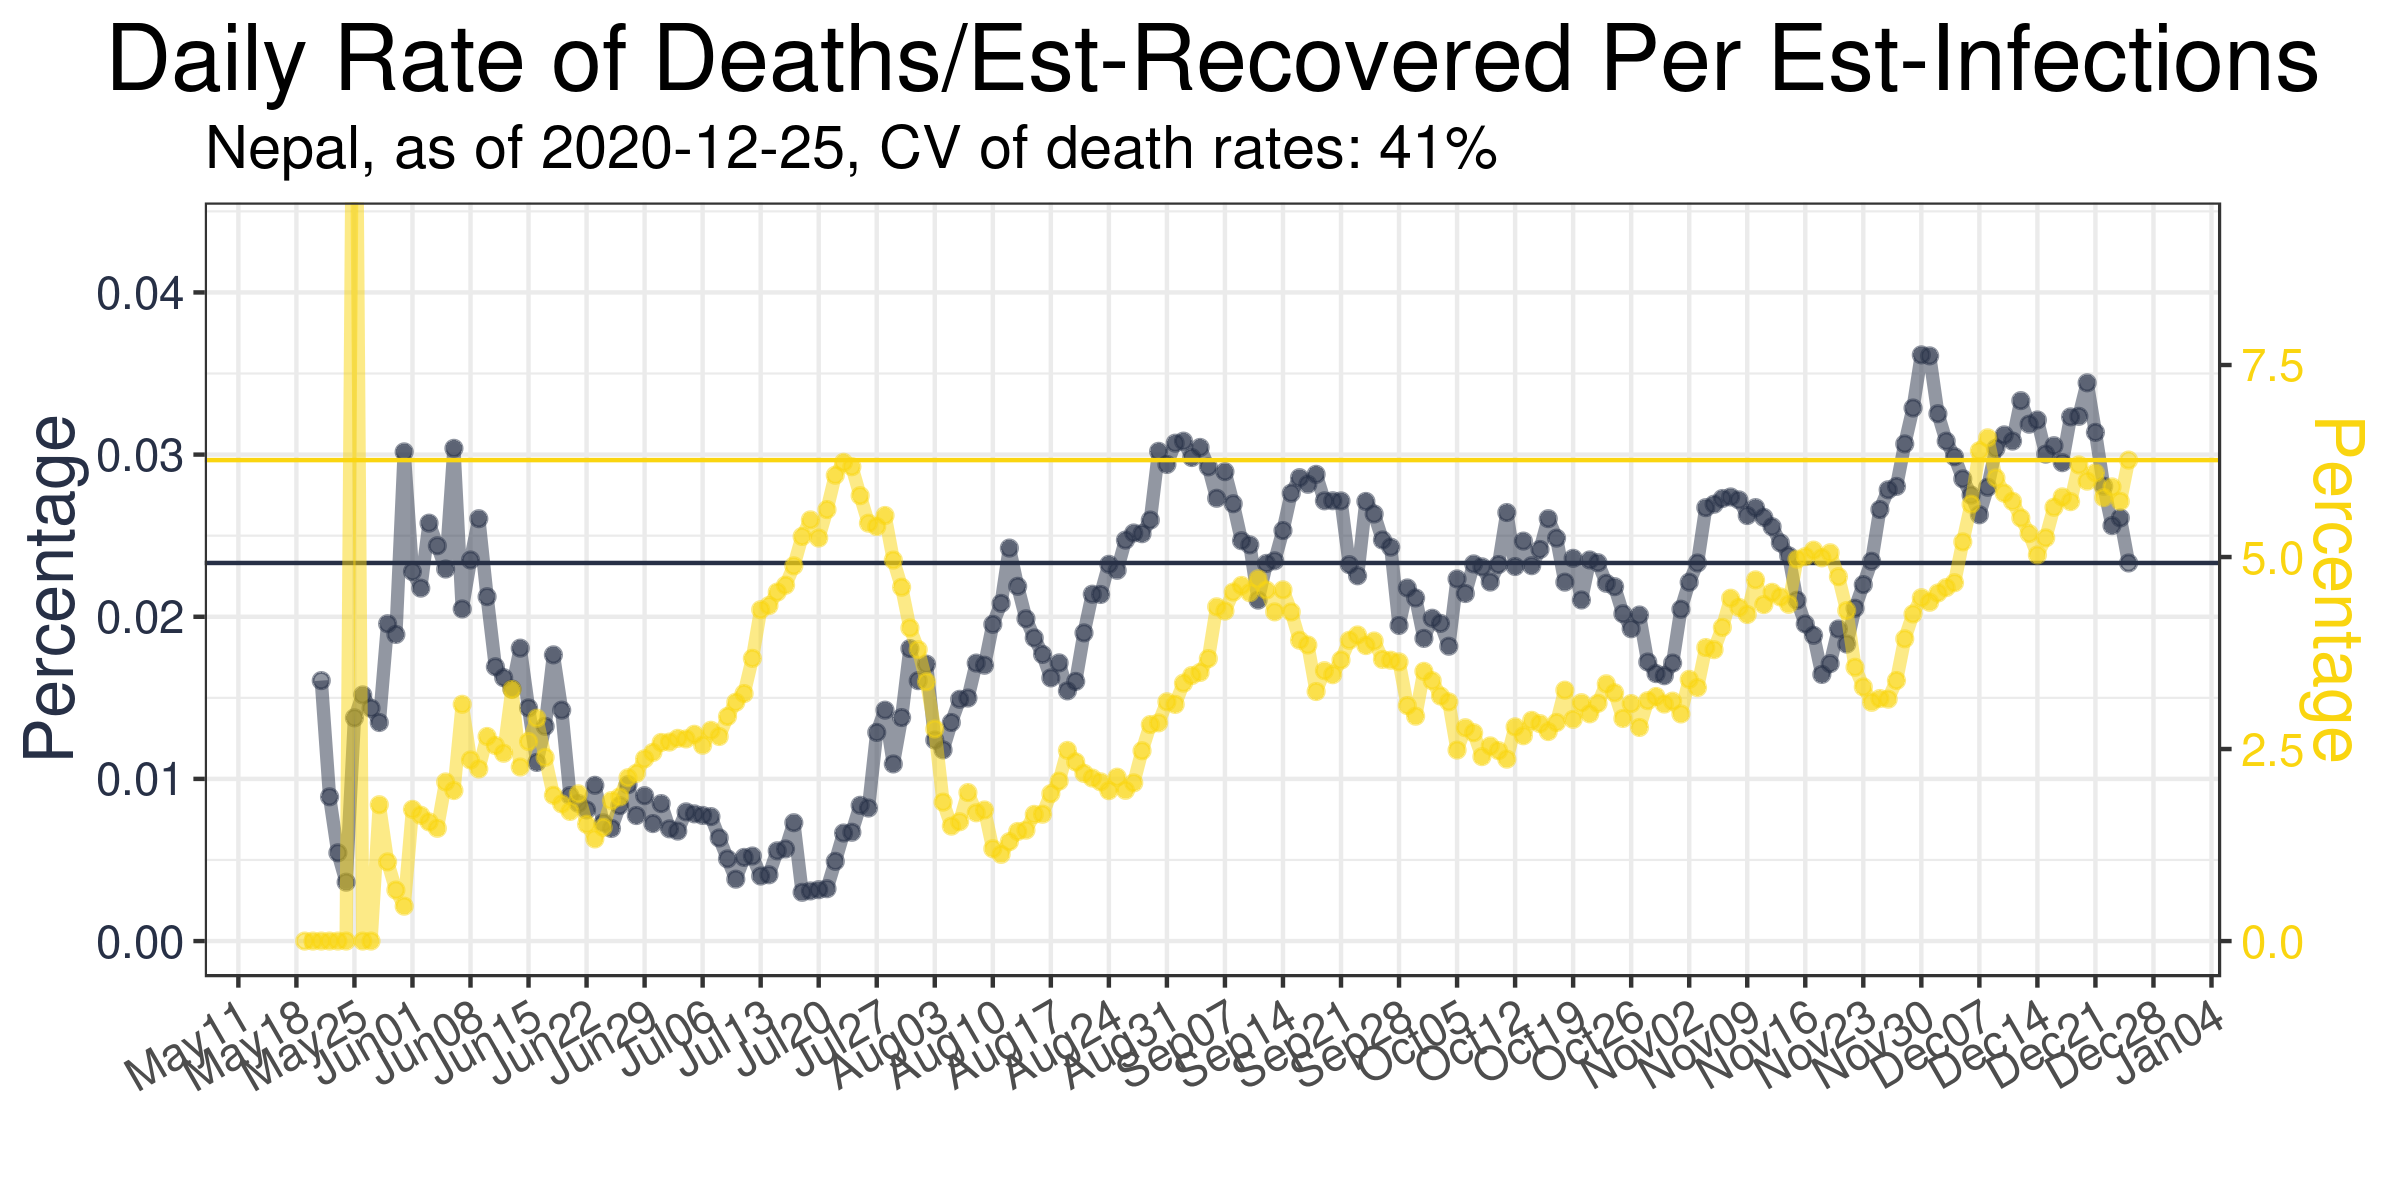 Daily Rate of Deaths/Est-Recovered Per Est-Infections
Nepal, as of 2020-12-25, CV of death rates: 41%
Percentage
0.04
0.03
0.02
0.01
0.00
7.5
5.0
2.5
0.0
Percentage
May11
May18
May25
Jun01
Jun08
Jun15
Jun22
Jun29
Jul06
Jul13
Jul20
Jul27
Aug03
Aug10
Aug17
Aug24
Aug31
Sep07
Sep14
Sep21
Sep28
Oct05
Oct12
Oct19
Oct26
Nov02
Nov09
Nov16
Nov23
Nov30
Dec07
Dec14
Dec21
Dec28
Jan04